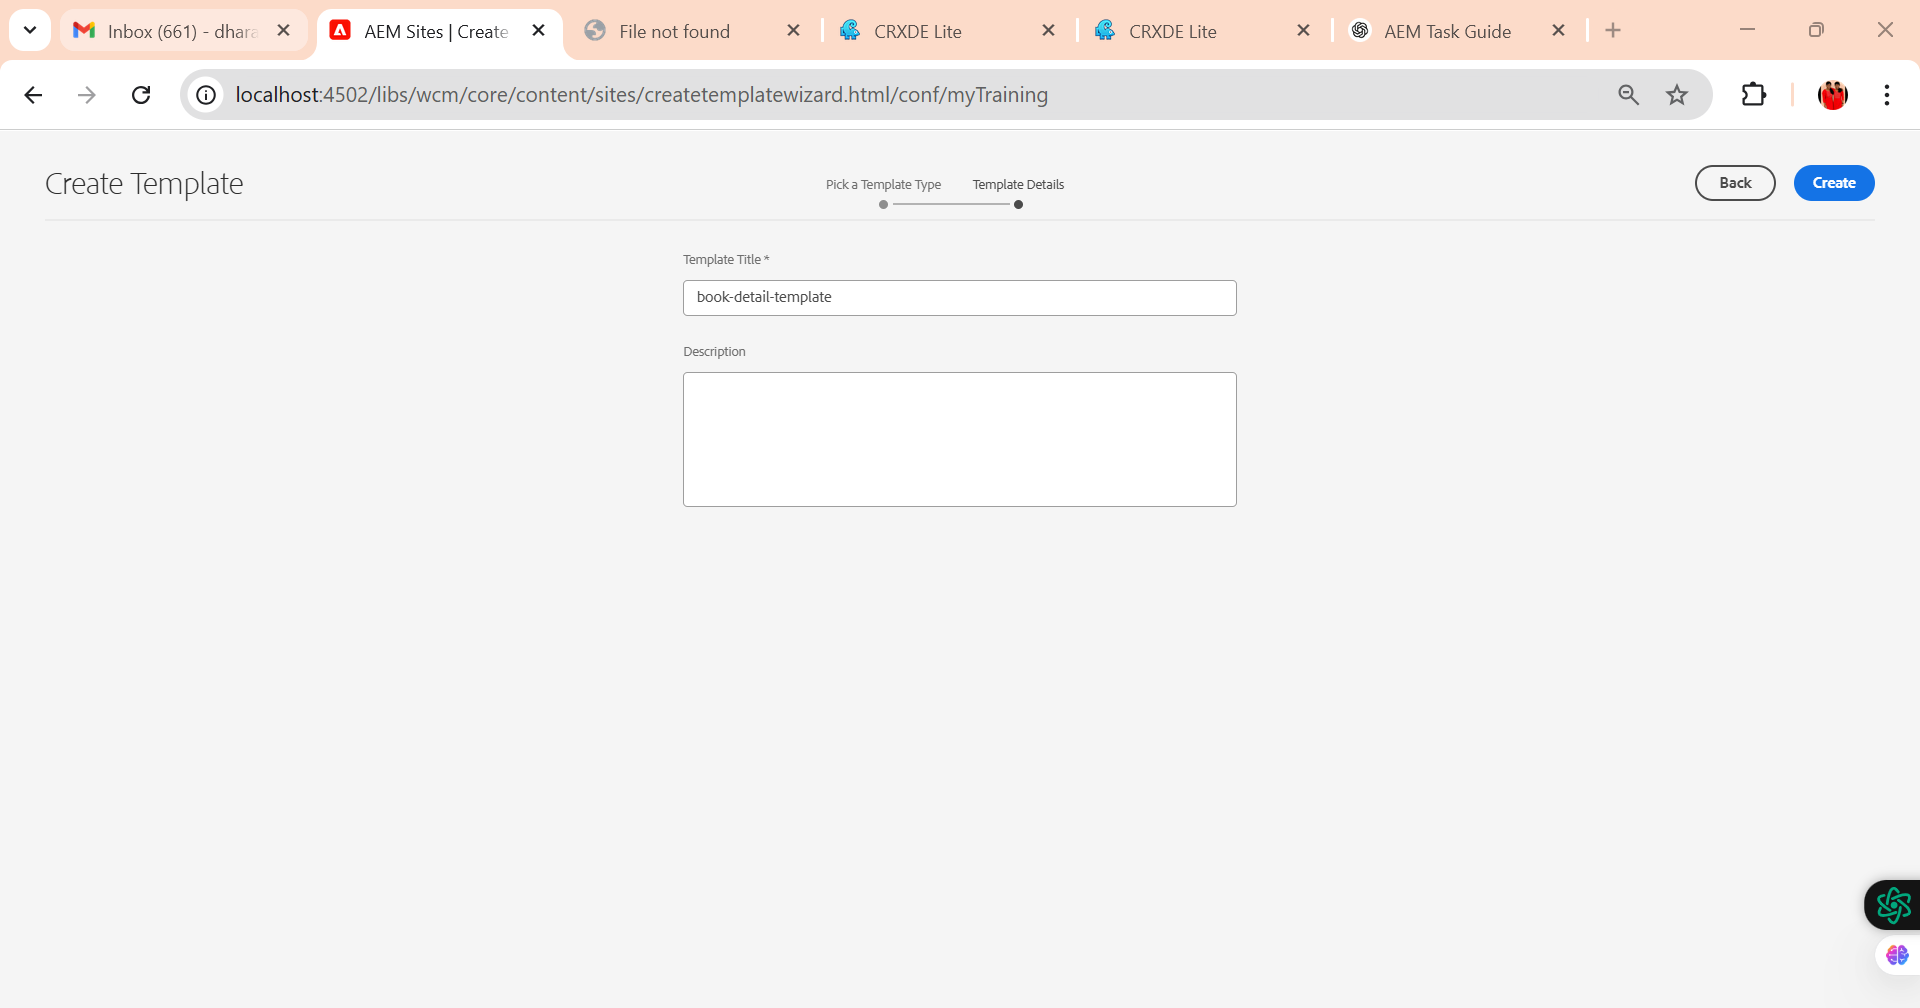 Inbox (661) - dhara
AEM Sites | Create
File not found
CRXDE Lite
CRXDE Lite
AEM Task Guide
localhost:4502/libs/wcm/core/content/sites/createtemplatewizard.html/conf/myTraining
Create Template
Pick a Template Type
Template Details
Back
Create
Template Title *
book-detail-template
Description